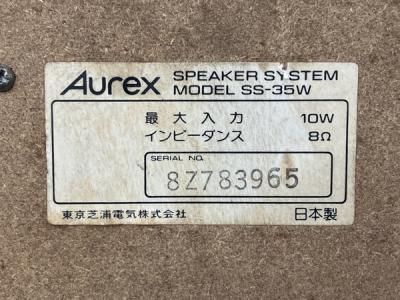 Aurex SPEAKER SYSTEM
MODEL SS-35W
最大入力 10W
インピーダンス 8Ω
SERIAL NO.
8Z783965
東京芝浦電気株式会社 日本製